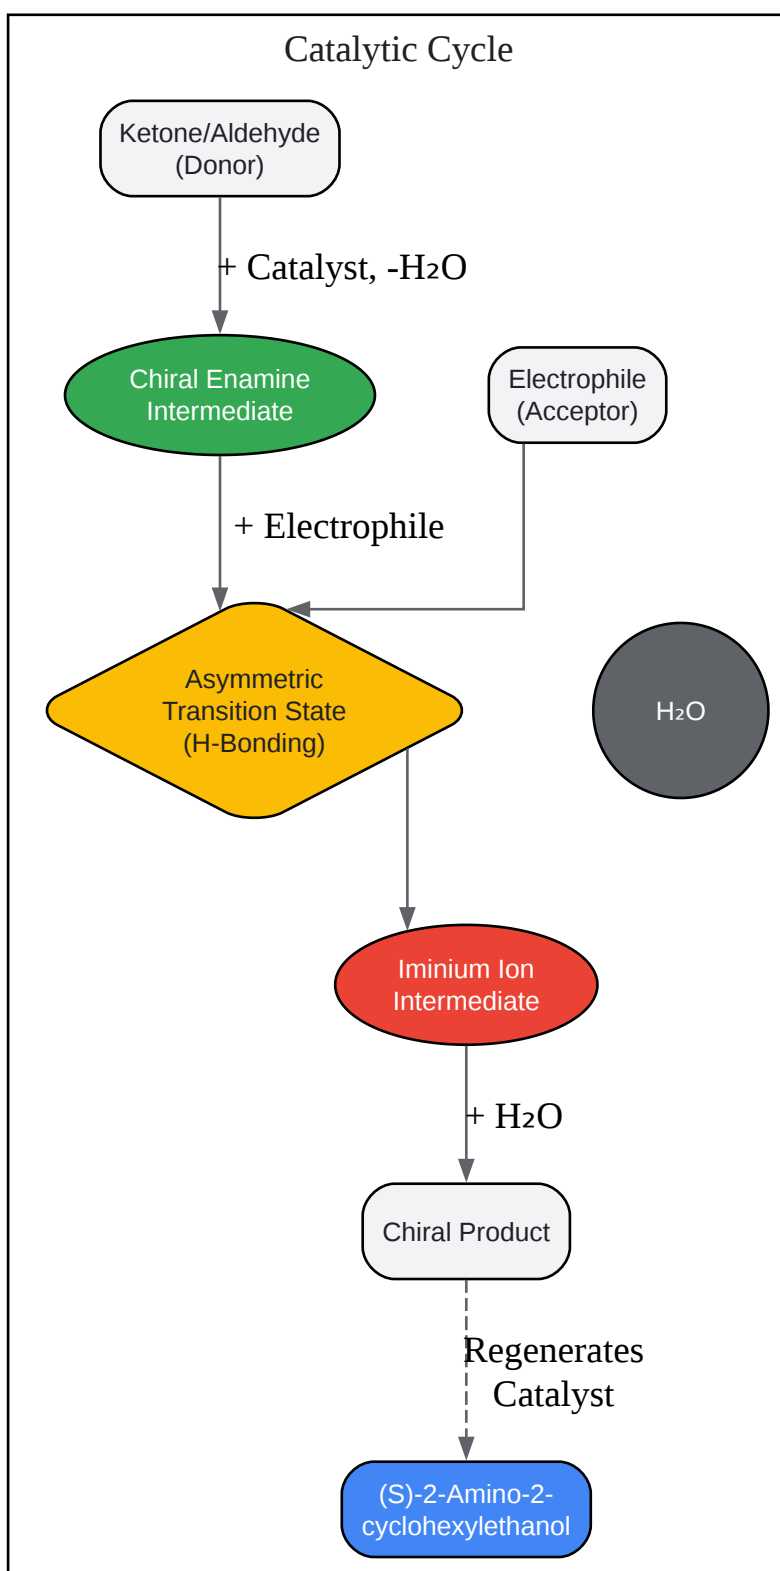 Catalytic Cycle
Ketone/Aldehyde
(Donor)
+ Catalyst, -H₂O
Chiral Enamine
Intermediate
Electrophile
(Acceptor)
+ Electrophile
Asymmetric
Transition State
(H-Bonding)
H₂O
Iminium Ion
Intermediate
+ H₂O
Chiral Product
Regenerates
Catalyst
(S)-2-Amino-2-
cyclohexylethanol